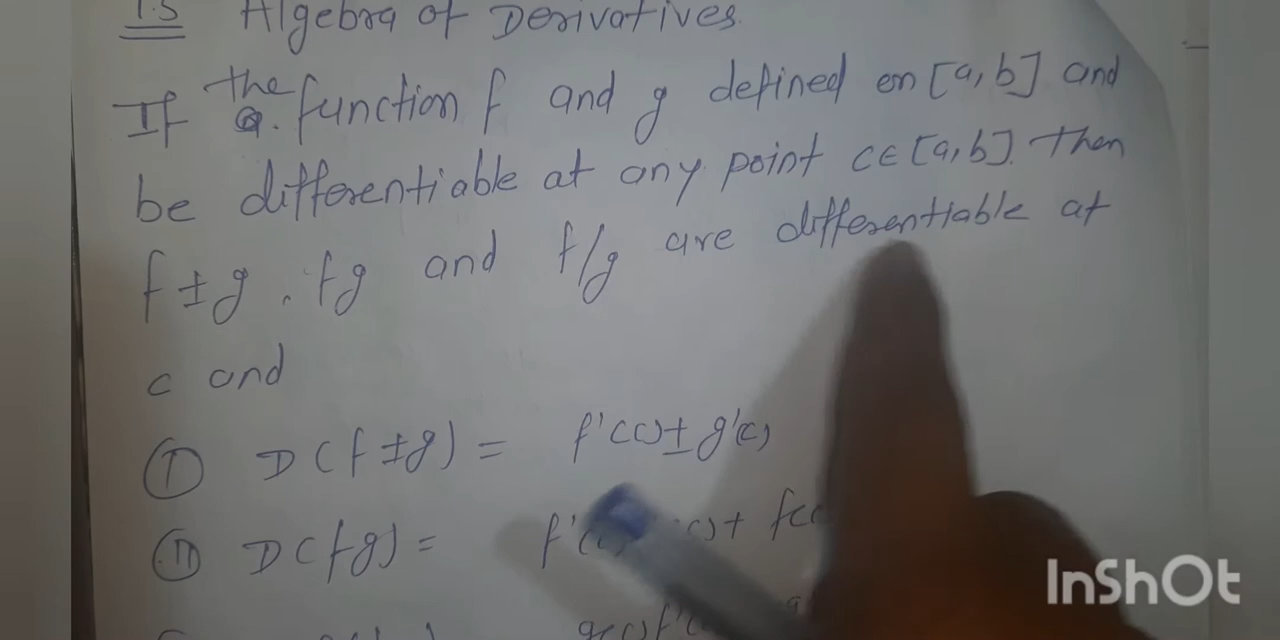 1.5 Algebra of Derivatives
If the function f and g defined on [a,b] and
be differentiable at any point c∈[a,b]. Then
f±g, fg and f/g are differentiable at
c and
(I) D(f±g) = f'(c)±g'(c)
(II) D(fg) = f'(c) + f(c
g(c)f'(
InShOt